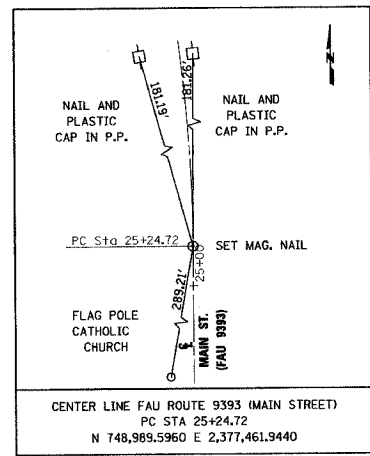 181.19'
181.26'
NAIL AND
PLASTIC
CAP IN P.P.
NAIL AND
PLASTIC
CAP IN P.P.
PC Sta 25+24.72
SET MAG. NAIL
25+00
289.21'
FLAG POLE
CATHOLIC
CHURCH
MAIN ST.
(FAU 9393)
CENTER LINE FAU ROUTE 9393 (MAIN STREET)
PC STA 25+24.72
N 748,989.5960 E 2,377,461.9440